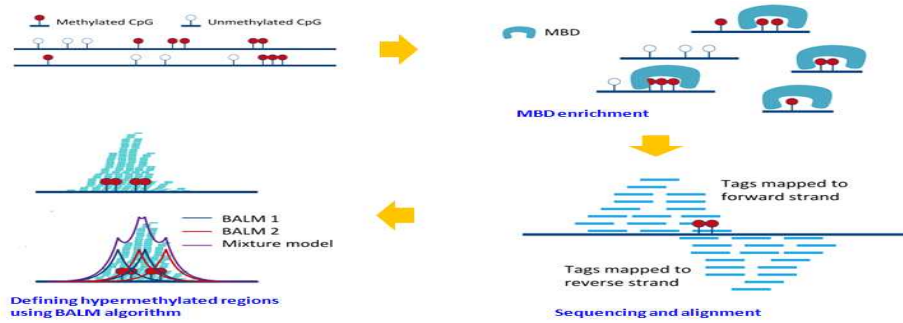 Methylated CpG
Unmethylated CpG
MBD
MBD enrichment
Tags mapped to
forward strand
Tags mapped to
reverse strand
Sequencing and alignment
BALM 1
BALM 2
Mixture model
Defining hypermethylated regions
using BALM algorithm